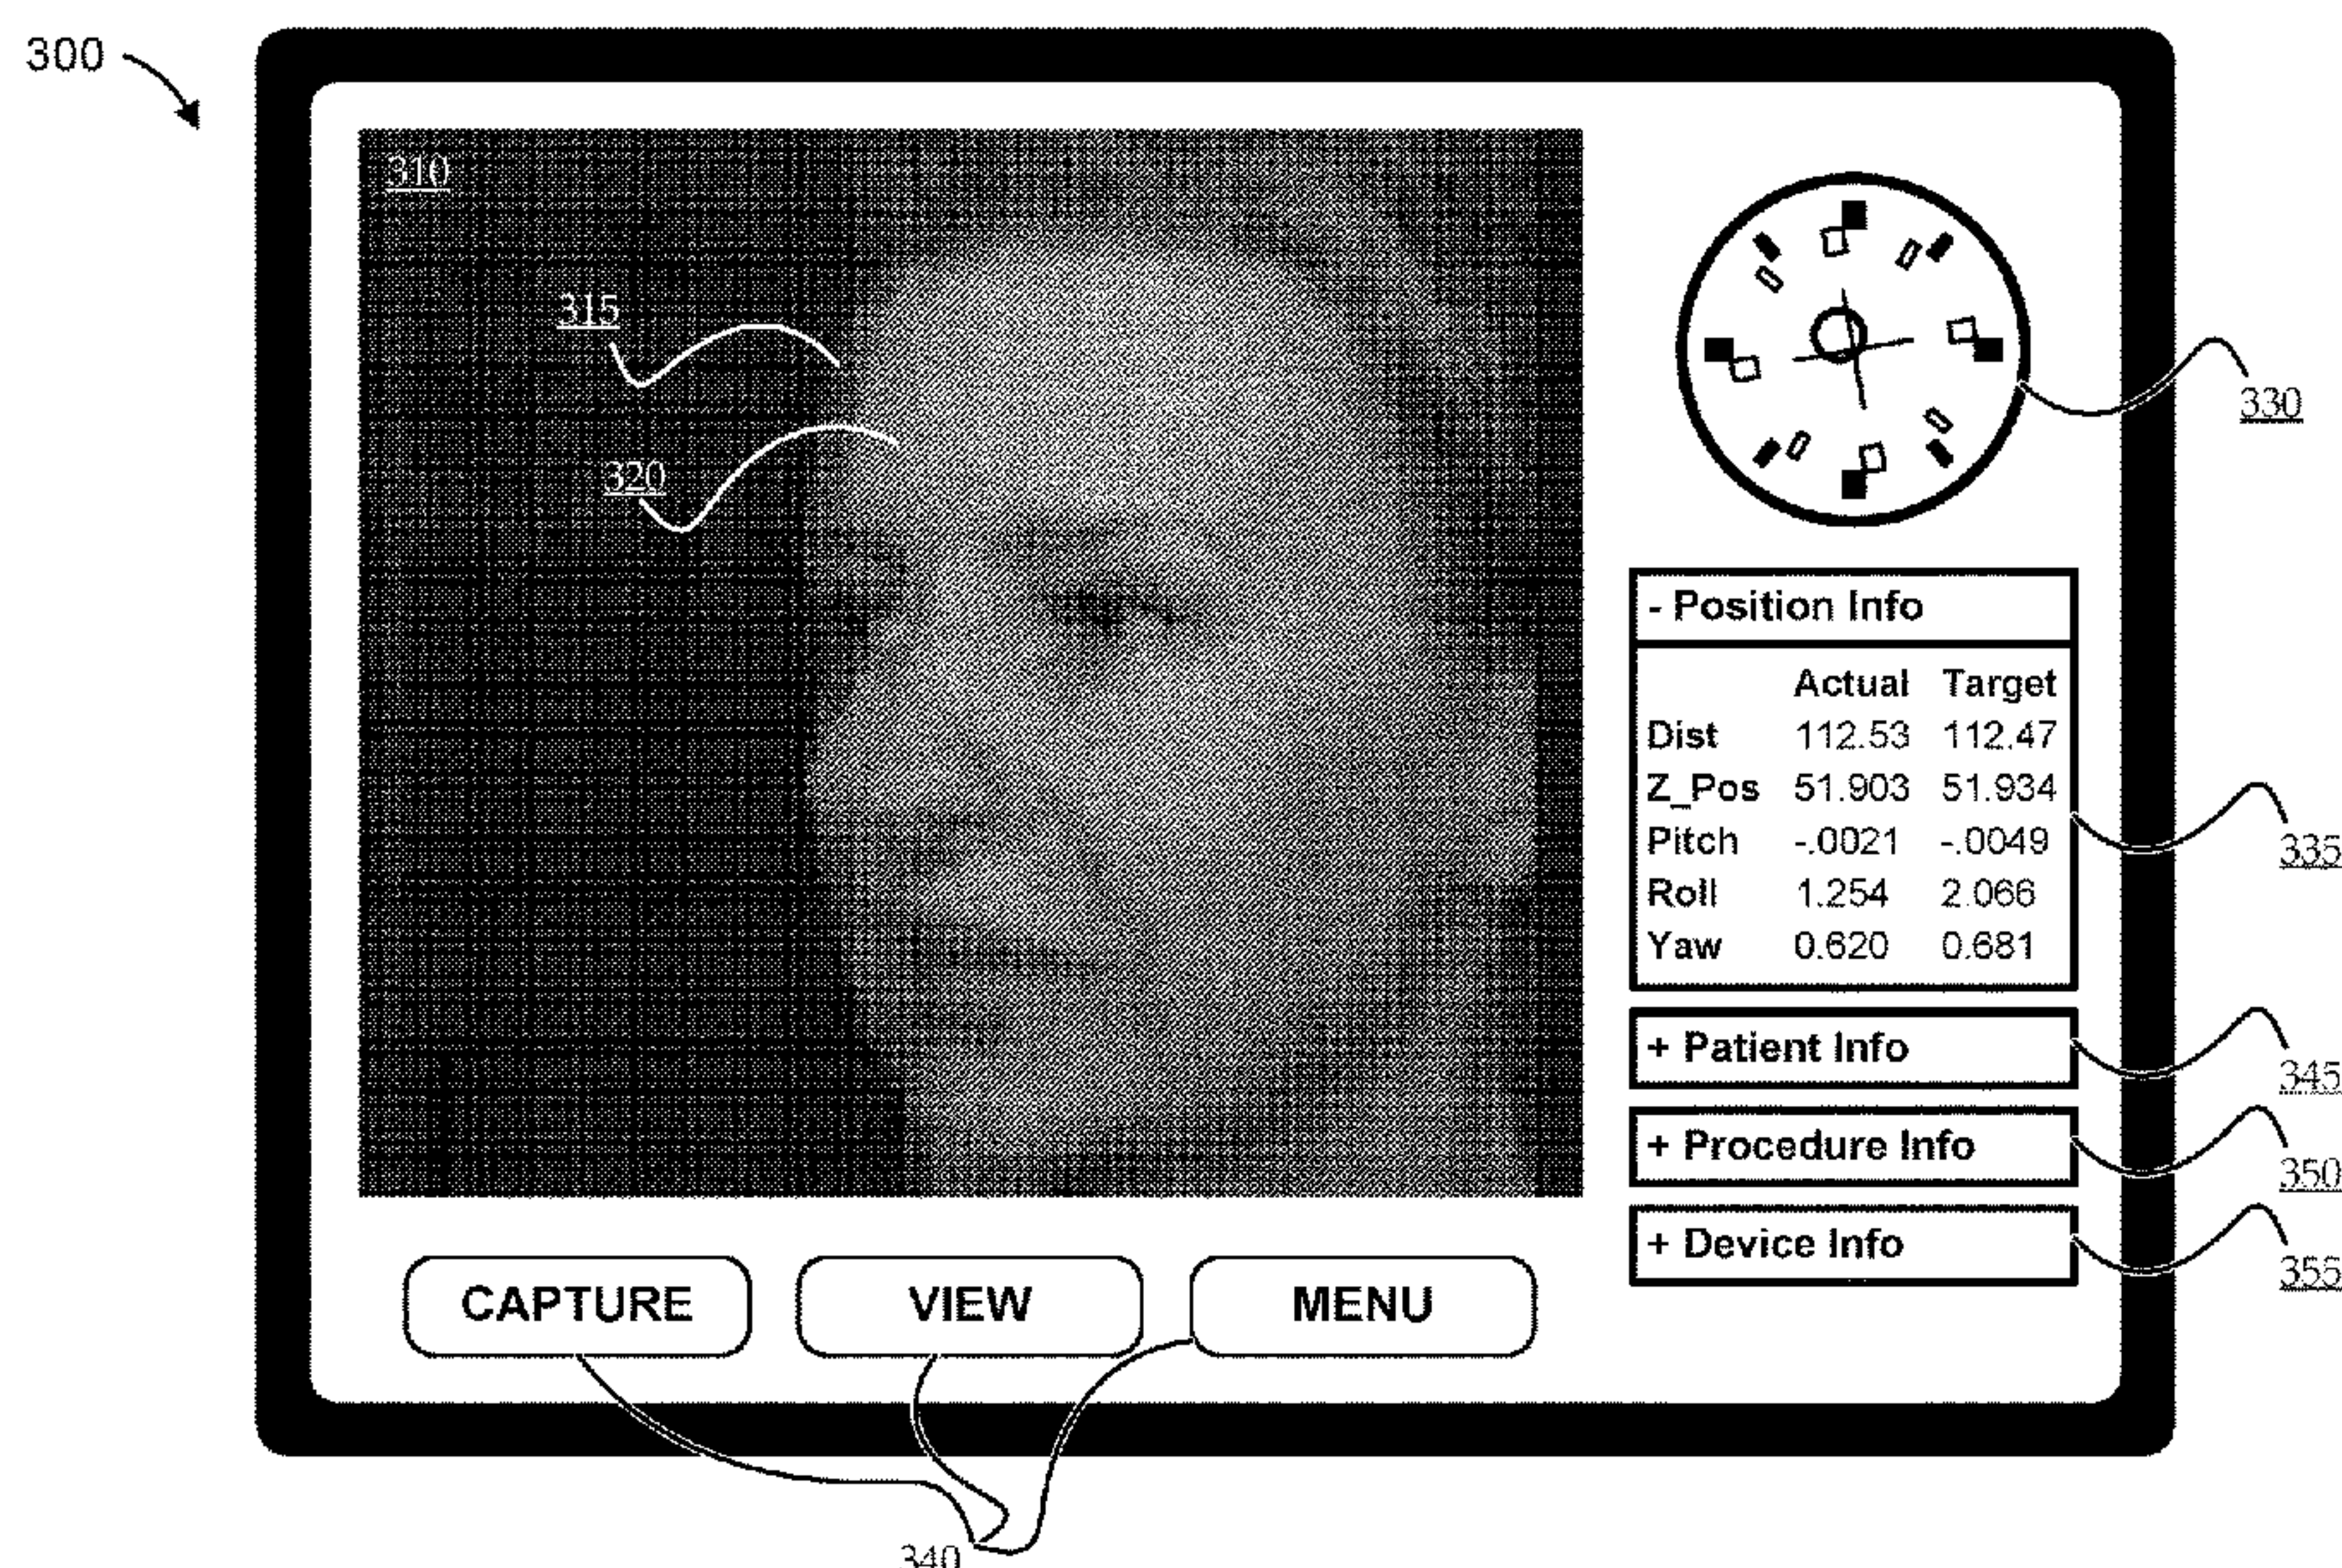 300
310
315
320
330
- Position Info
Actual Target
Dist 112.53 112.47
Z_Pos 51.903 51.934
Pitch -.0021 -.0049
Roll 1.254 2.066
Yaw 0.620 0.681
335
+ Patient Info
345
+ Procedure Info
350
+ Device Info
355
CAPTURE VIEW MENU
340